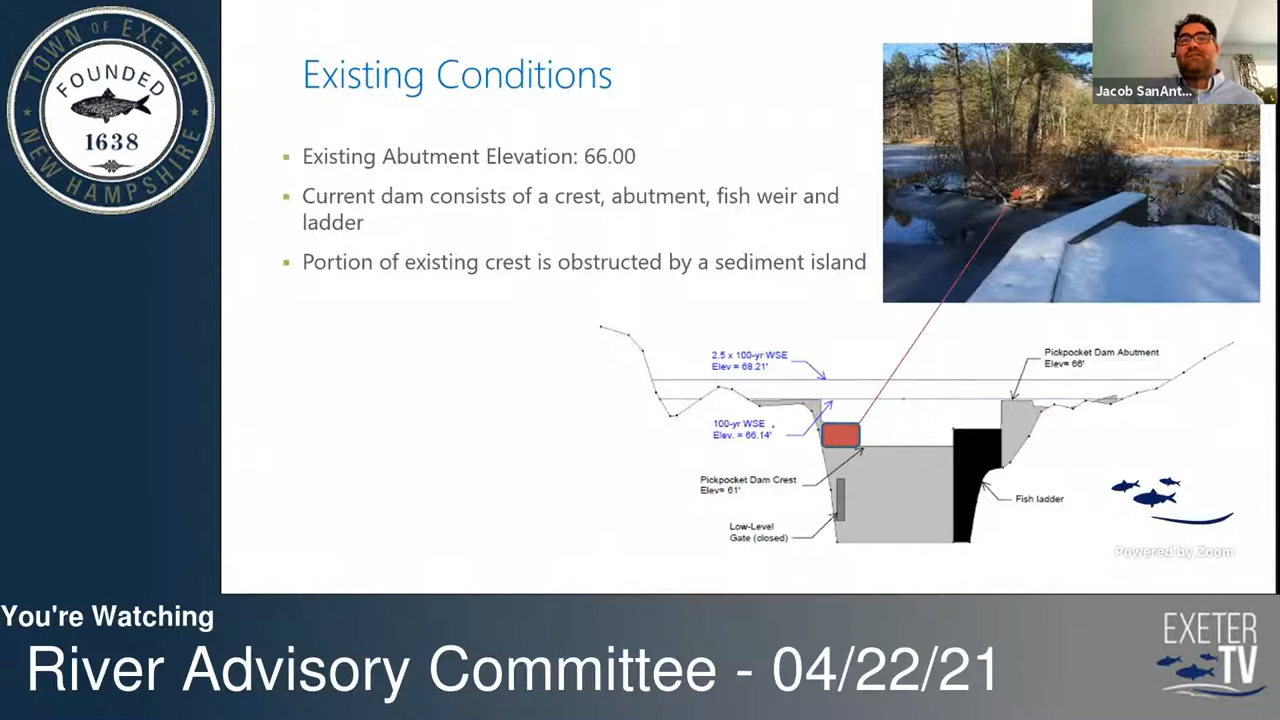 TOWN OF EXETER
FOUNDED
1638
NEW HAMPSHIRE
Existing Conditions
Jacob SanAnt...
Existing Abutment Elevation: 66.00
Current dam consists of a crest, abutment, fish weir and
ladder
Portion of existing crest is obstructed by a sediment island
2.5 x 100-yr WSE
Elev = 68.21'
Pickpocket Dam Abutment
Elev= 66'
100-yr WSE
Elev. = 66.14'
Pickpocket Dam Crest
Elev= 61'
Fish ladder
Low-Level
Gate (closed)
Powered by Zoom
You're Watching
River Advisory Committee - 04/22/21
EXETER
TV